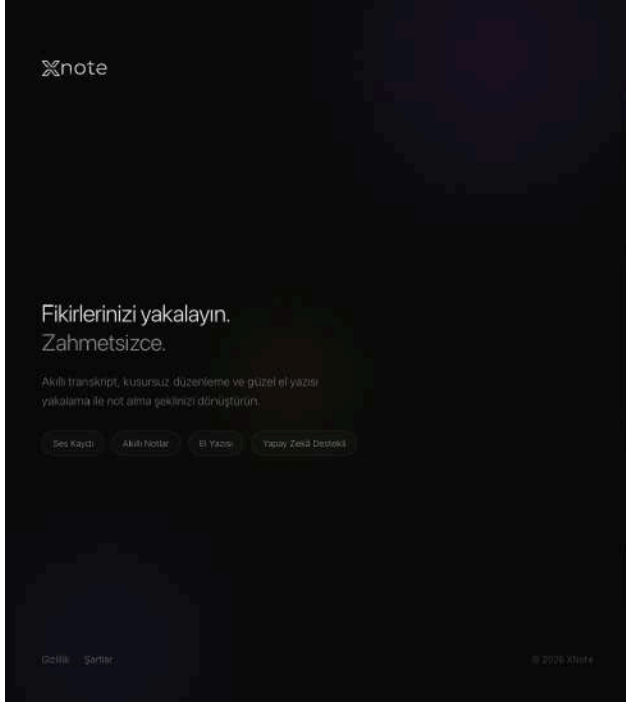 Xnote
Fikirlerinizi yakalayın.
Zahmetsizce.
Akıllı transkript, kusursuz düzenleme ve güzel el yazısı
yakalama ile not alma şeklinizi dönüştürün.
Ses Kaydı Akıllı Notlar El Yazısı Yapay Zekâ Destekli
Gizlilik Şartlar © 2026 XNote